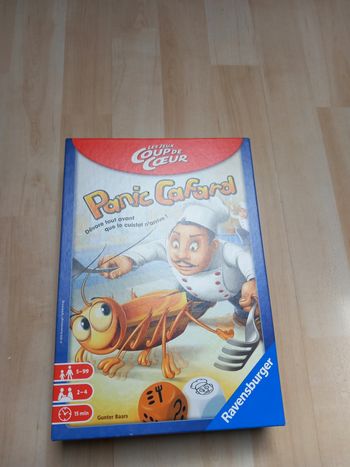 LES JEUX
COUP DE
CŒUR
Panic Cafard
Dévore tout avant
que le cuistot n'arrive !
5-99
2-4
15 min
Gunter Baars
Ravensburger